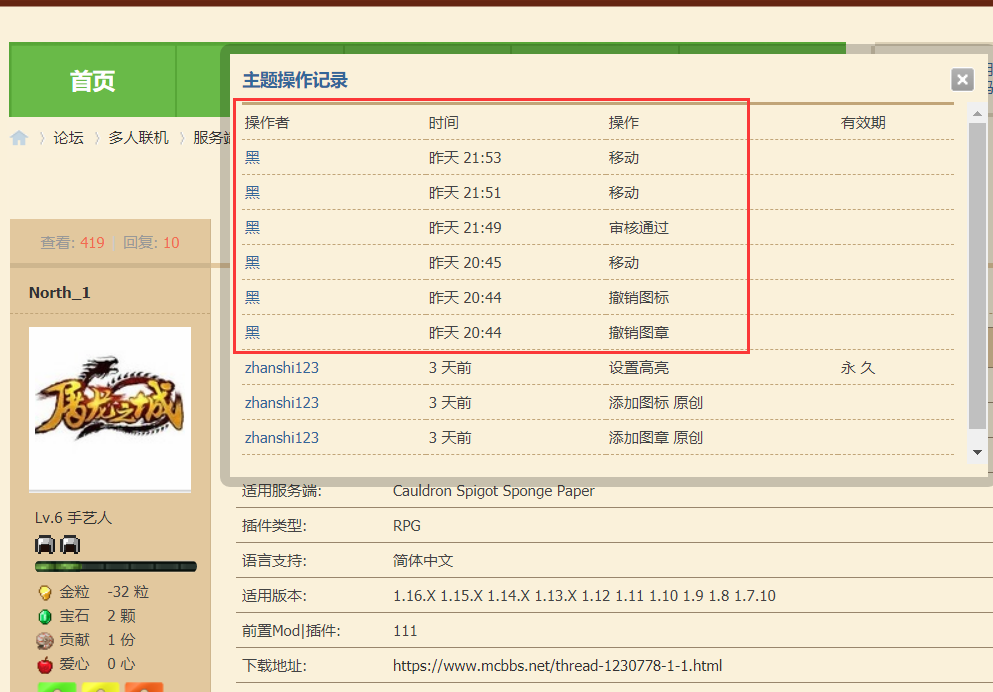 首页
主题操作记录
论坛 多人联机 服务端
操作者 时间 操作 有效期
黑 昨天 21:53 移动
黑 昨天 21:51 移动
黑 昨天 21:49 审核通过
黑 昨天 20:45 移动
黑 昨天 20:44 撤销图标
黑 昨天 20:44 撤销图章
zhanshi123 3 天前 设置高亮 永久
zhanshi123 3 天前 添加图标 原创
zhanshi123 3 天前 添加图章 原创
查看: 419 回复: 10
North_1
屠龙之城
Lv.6 手艺人
金粒 -32 粒
宝石 2 颗
贡献 1 份
爱心 0 心
适用服务端: Cauldron Spigot Sponge Paper
插件类型: RPG
语言支持: 简体中文
适用版本: 1.16.X 1.15.X 1.14.X 1.13.X 1.12 1.11 1.10 1.9 1.8 1.7.10
前置Mod|插件: 111
下载地址: https://www.mcbbs.net/thread-1230778-1-1.html